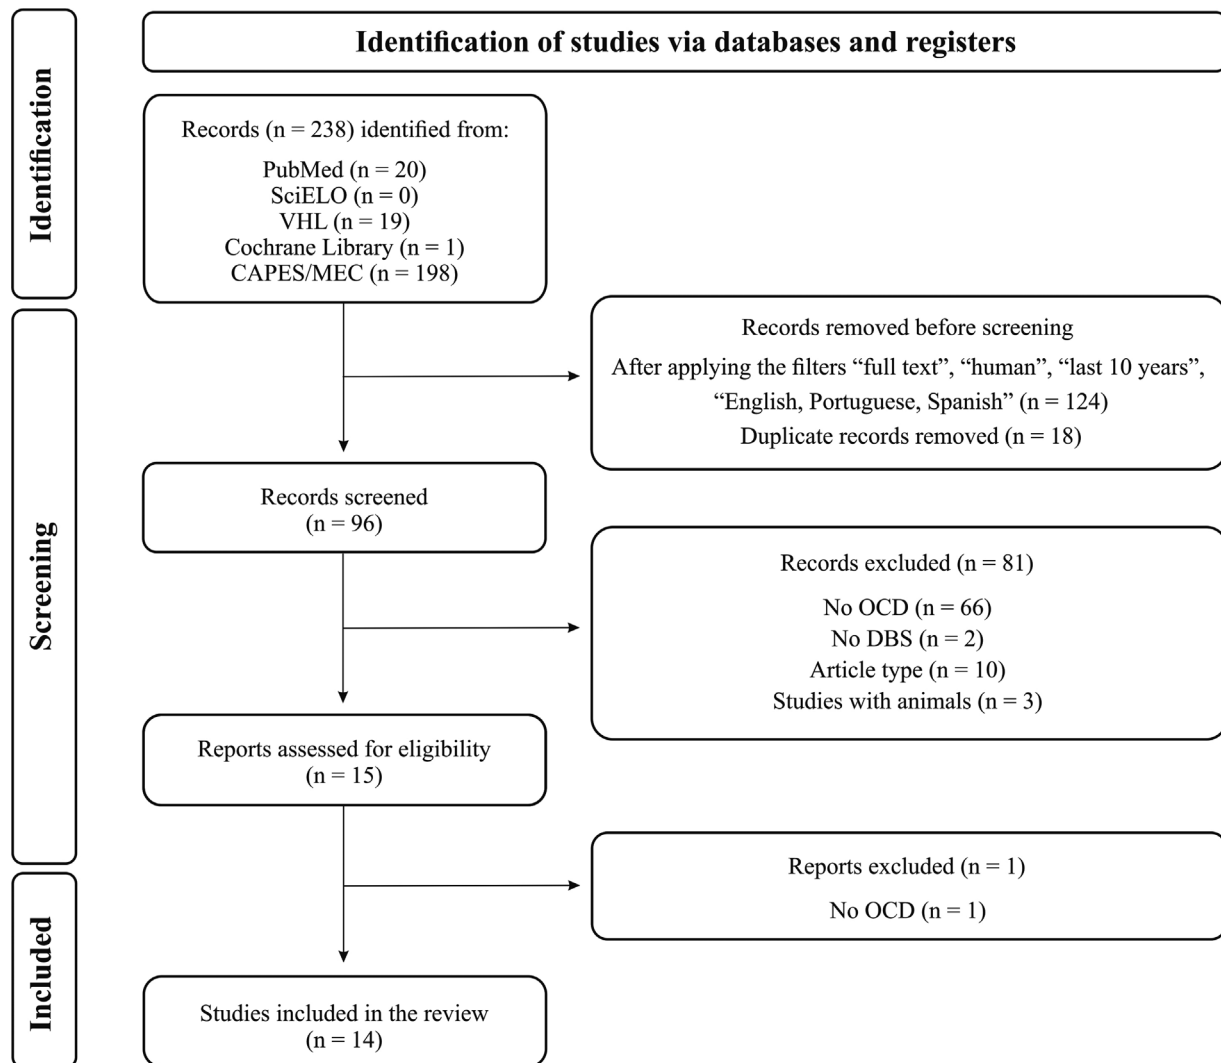 Identification of studies via databases and registers
Identification
Records (n = 238) identified from:
PubMed (n = 20)
SciELO (n = 0)
VHL (n = 19)
Cochrane Library (n = 1)
CAPES/MEC (n = 198)
Screening
Records removed before screening
After applying the filters “full text”, “human”, “last 10 years”,
“English, Portuguese, Spanish” (n = 124)
Duplicate records removed (n = 18)
Records screened
(n = 96)
Records excluded (n = 81)
No OCD (n = 66)
No DBS (n = 2)
Article type (n = 10)
Studies with animals (n = 3)
Reports assessed for eligibility
(n = 15)
Reports excluded (n = 1)
No OCD (n = 1)
Included
Studies included in the review
(n = 14)